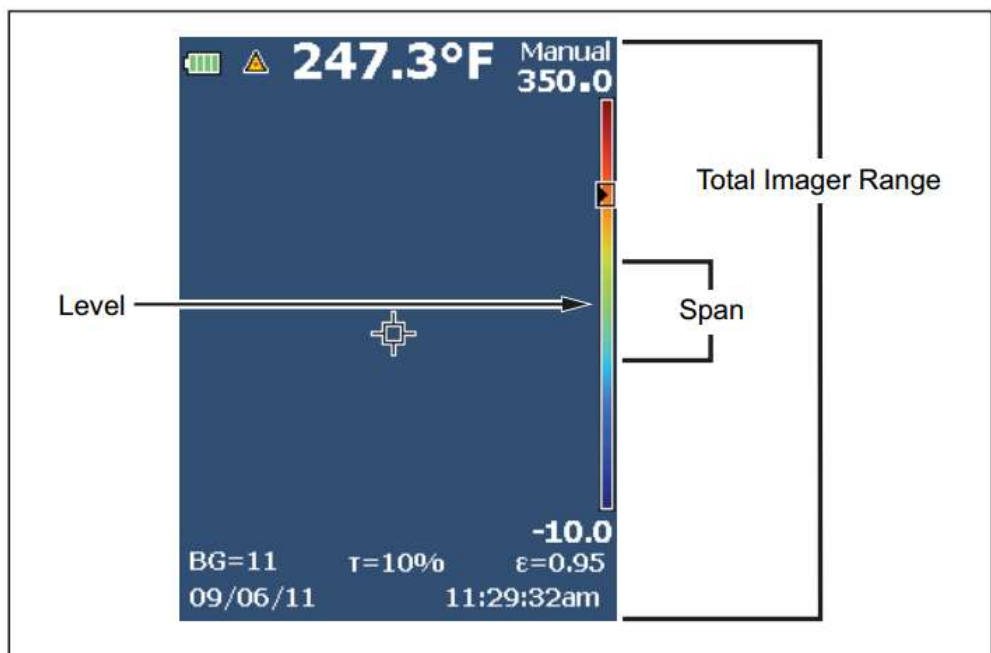 247.3°F
Manual
350.0
Total Imager Range
Level
Span
-10.0
BG=11 τ=10% ε=0.95
09/06/11 11:29:32am